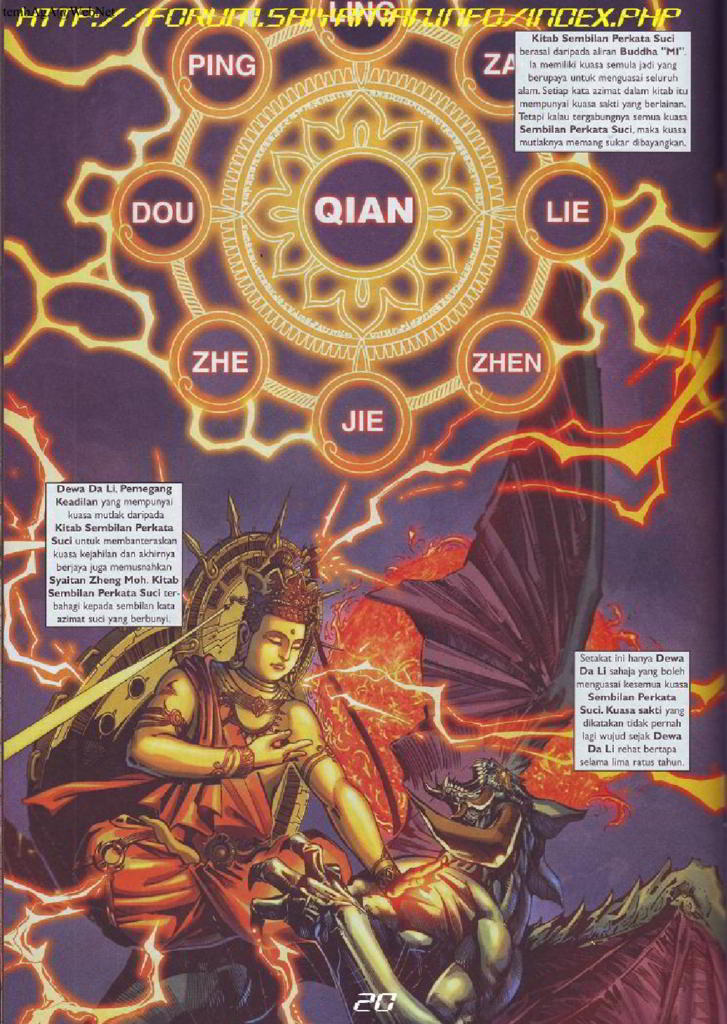 HTTP://FORUM.SAIYANAR.INFO/INDEX.PHP
LING
PING
ZA
Kitab Sembilan Perkata Suci
berasal daripada aliran Buddha "MI".
Ia memiliki kuasa semula jadi yang
berupaya untuk menguasai seluruh
alam. Setiap kata azimat dalam kitab itu
mempunyai kuasa sakti yang berlainan.
Tetapi kalau tergabungnya semua kuasa
Sembilan Perkata Suci, maka kuasa
mutlaknya memang sukar dibayangkan.
DOU
QIAN
LIE
ZHE
ZHEN
JIE
Dewa Da Li, Pemegang
Keadilan yang mempunyai
kuasa mutlak daripada
Kitab Sembilan Perkata
Suci untuk membanteraskan
kuasa kejahilan dan akhirnya
berjaya juga memusnahkan
Syaitan Zheng Moh. Kitab
Sembilan Perkataa Suci ter-
bahagi kepada sembilan kata
azimat suci yang berbunyi.
Setakat ini hanya Dewa
Da Li sahaja yang boleh
menguasai kesemua kuasa
Sembilan Perkata
Suci. Kuasa sakti yang
dikatakan tidak pernah
lagi wujud sejak Dewa
Da Li rehat bertapa
selama lima ratus tahun.
20